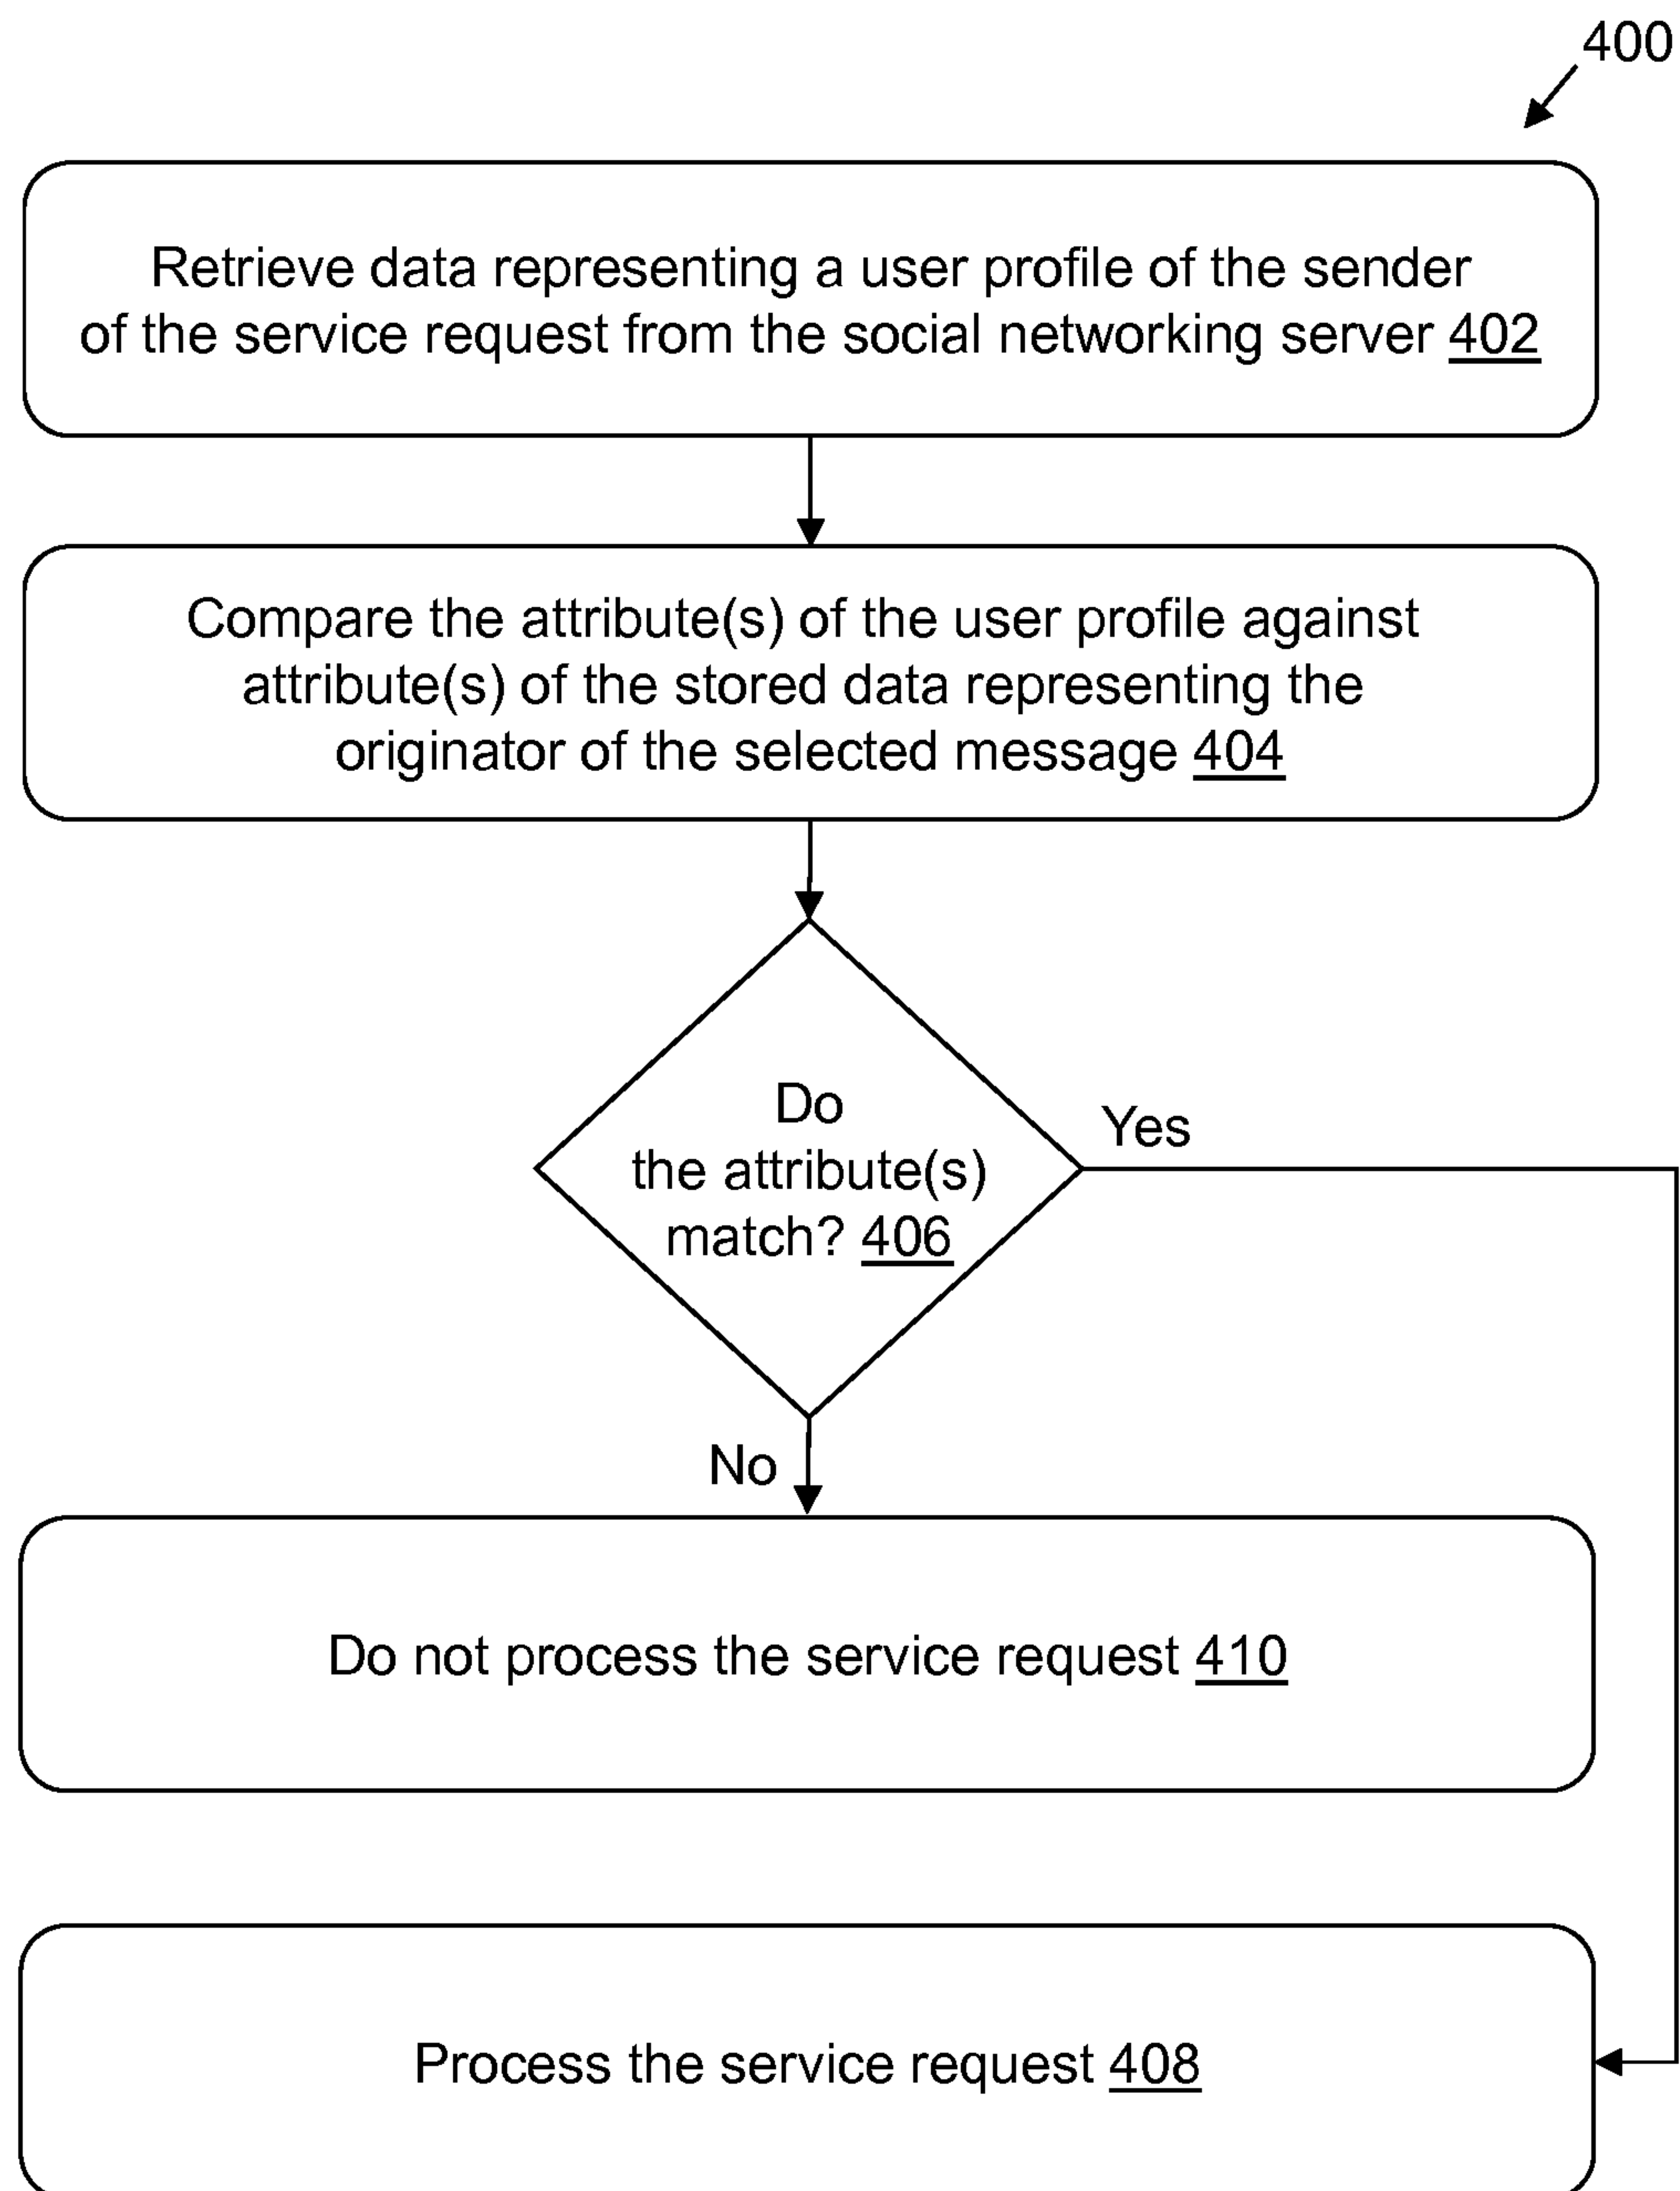 400
Retrieve data representing a user profile of the sender
of the service request from the social networking server 402
Compare the attribute(s) of the user profile against
attribute(s) of the stored data representing the
originator of the selected message 404
Do
the attribute(s)
match? 406
Yes
No
Do not process the service request 410
Process the service request 408